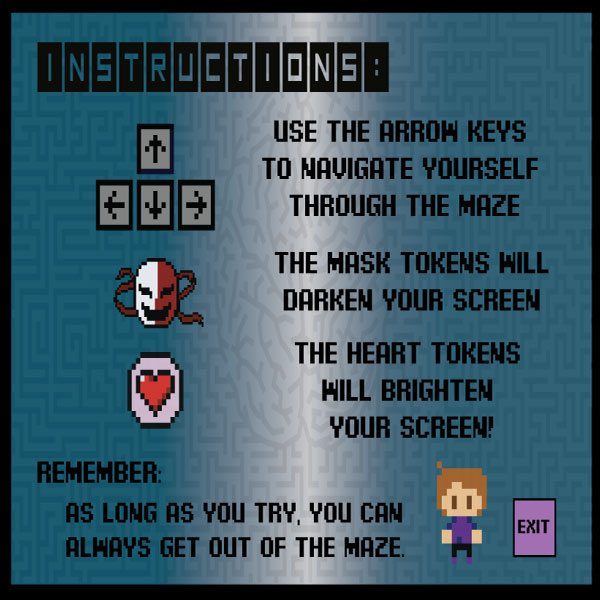 INSTRUCTIONS:
USE THE ARROW KEYS
TO NAVIGATE YOURSELF
THROUGH THE MAZE
THE MASK TOKENS WILL
DARKEN YOUR SCREEN
THE HEART TOKENS
WILL BRIGHTEN
YOUR SCREEN!
REMEMBER:
AS LONG AS YOU TRY, YOU CAN
ALWAYS GET OUT OF THE MAZE.
EXIT